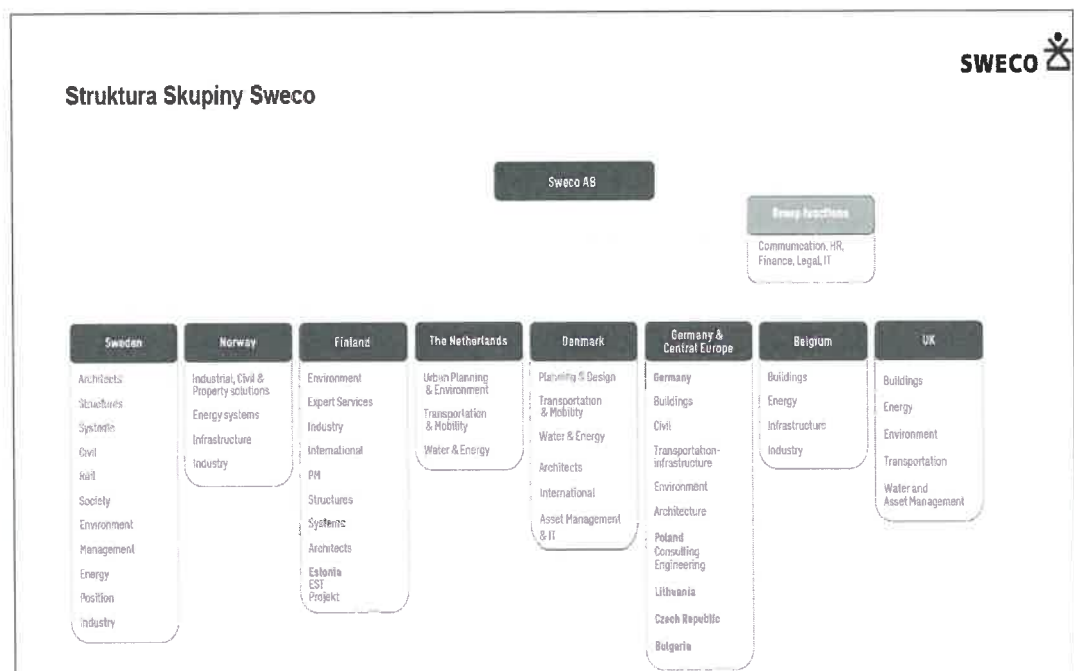 SWECO
Struktura Skupiny Sweco
Sweco AB
Group functions
Communication, HR,
Finance, Legal, IT
Sweden
Architects
Structures
Systems
Civil
Rail
Society
Environment
Management
Energy
Position
Industry
Norway
Industrial, Civil &
Property solutions
Energy systems
Infrastructure
Industry
Finland
Environment
Expert Services
Industry
International
PM
Structures
Systems
Architects
Estonia
EST
Projekt
The Netherlands
Urban Planning
& Environment
Transportation
& Mobility
Water & Energy
Denmark
Planning & Design
Transportation
& Mobility
Water & Energy
Architects
International
Asset Management
& IT
Germany &
Central Europe
Germany
Buildings
Civil
Transportation-
infrastructure
Environment
Architecture
Poland
Consulting
Engineering
Lithuania
Czech Republic
Bulgaria
Belgium
Buildings
Energy
Infrastructure
Industry
UK
Buildings
Energy
Environment
Transportation
Water and
Asset Management